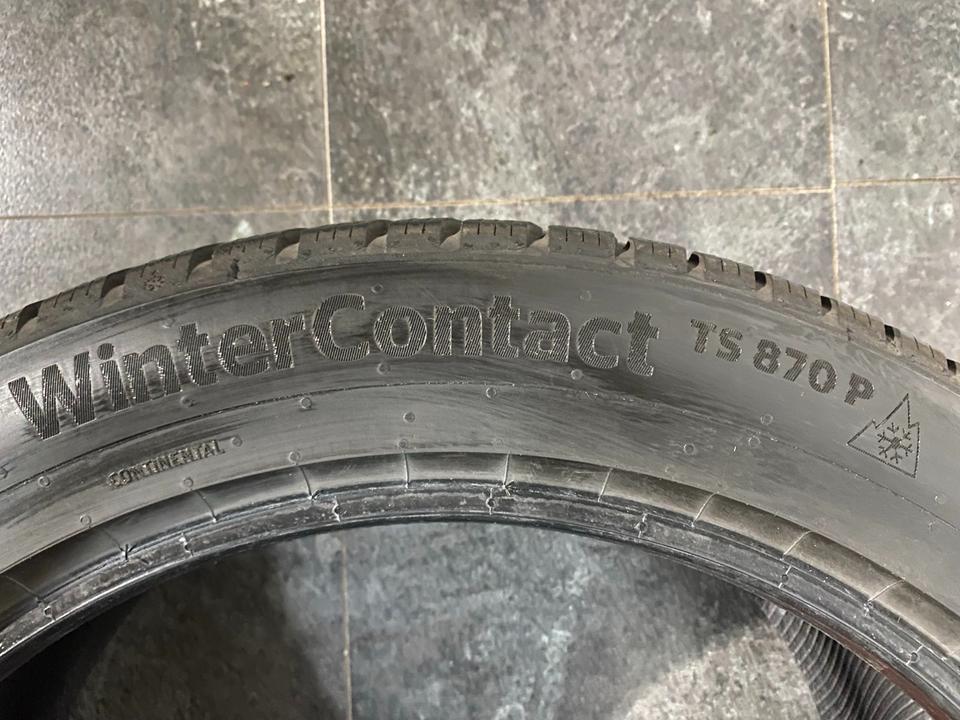 WinterContact TS 870 P
CONTINENTAL